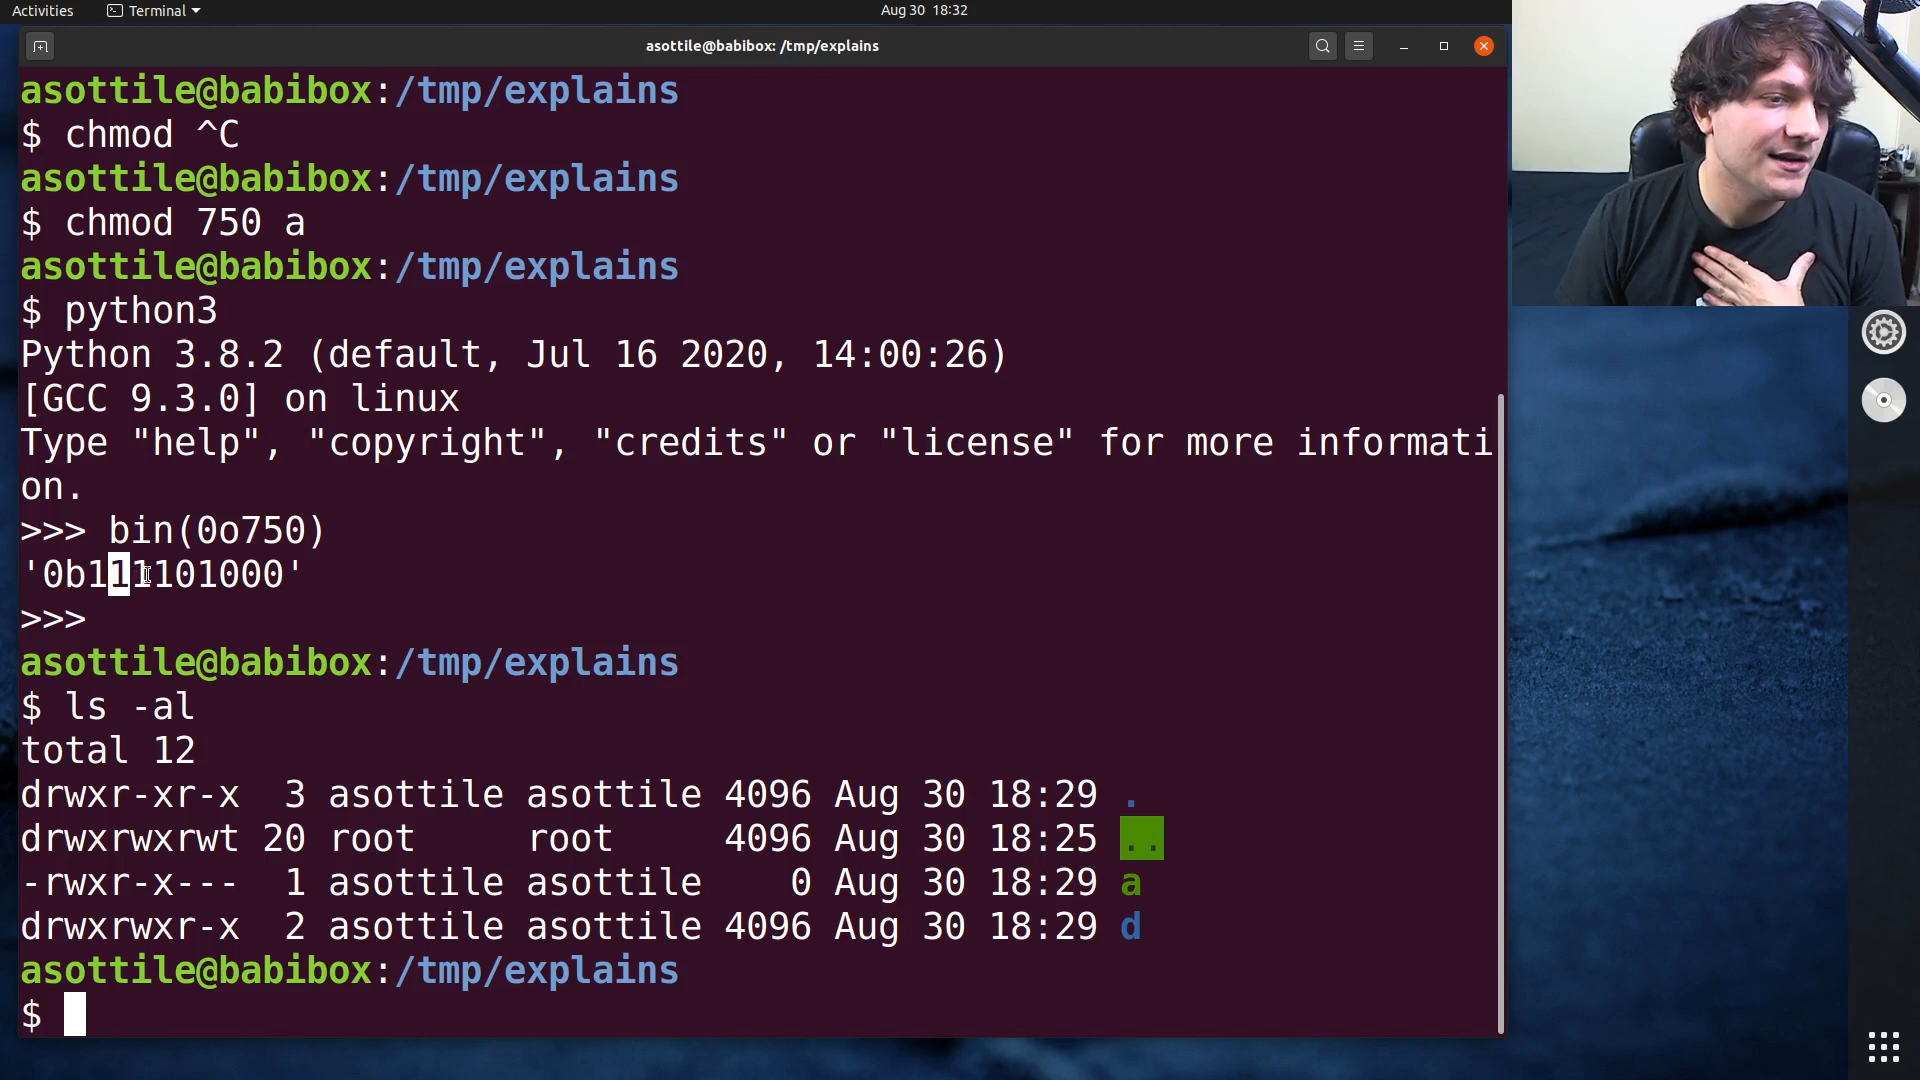 Activities Terminal Aug 30 18:32
asottile@babibox: /tmp/explains
asottile@babibox:/tmp/explains
$ chmod ^C
asottile@babibox:/tmp/explains
$ chmod 750 a
asottile@babibox:/tmp/explains
$ python3
Python 3.8.2 (default, Jul 16 2020, 14:00:26)
[GCC 9.3.0] on linux
Type "help", "copyright", "credits" or "license" for more informati
on.
>>> bin(0o750)
'0b111101000'
>>>
asottile@babibox:/tmp/explains
$ ls -al
total 12
drwxr-xr-x  3 asottile asottile 4096 Aug 30 18:29 .
drwxrwxrwt 20 root     root     4096 Aug 30 18:25 ..
-rwxr-x---  1 asottile asottile    0 Aug 30 18:29 a
drwxrwxr-x  2 asottile asottile 4096 Aug 30 18:29 d
asottile@babibox:/tmp/explains
$